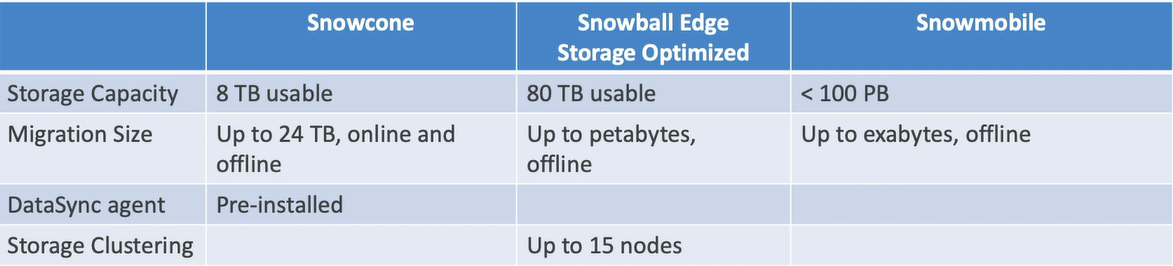 Snowcone
Snowball Edge
Storage Optimized
Snowmobile
Storage Capacity
8 TB usable
80 TB usable
< 100 PB
Migration Size
Up to 24 TB, online and
offline
Up to petabytes,
offline
Up to exabytes, offline
DataSync agent
Pre-installed
Storage Clustering
Up to 15 nodes